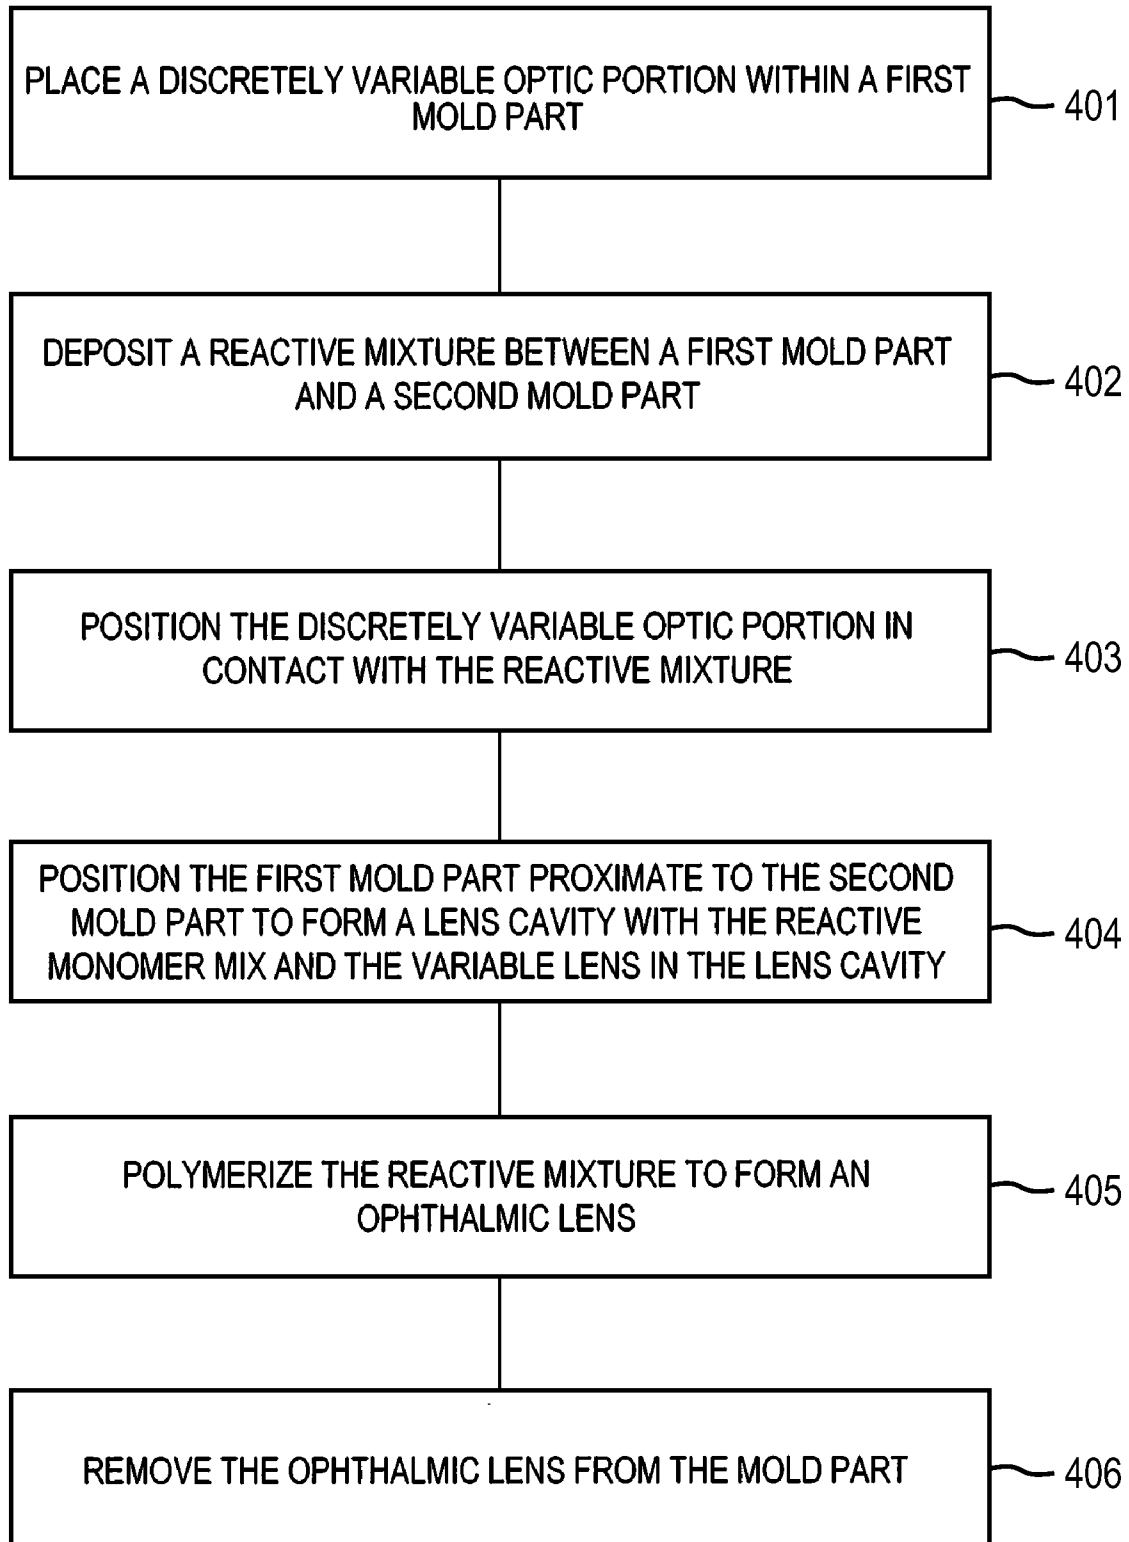 PLACE A DISCRETELY VARIABLE OPTIC PORTION WITHIN A FIRST
MOLD PART
401
DEPOSIT A REACTIVE MIXTURE BETWEEN A FIRST MOLD PART
AND A SECOND MOLD PART
402
POSITION THE DISCRETELY VARIABLE OPTIC PORTION IN
CONTACT WITH THE REACTIVE MIXTURE
403
POSITION THE FIRST MOLD PART PROXIMATE TO THE SECOND
MOLD PART TO FORM A LENS CAVITY WITH THE REACTIVE
MONOMER MIX AND THE VARIABLE LENS IN THE LENS CAVITY
404
POLYMERIZE THE REACTIVE MIXTURE TO FORM AN
OPHTHALMIC LENS
405
REMOVE THE OPHTHALMIC LENS FROM THE MOLD PART
406